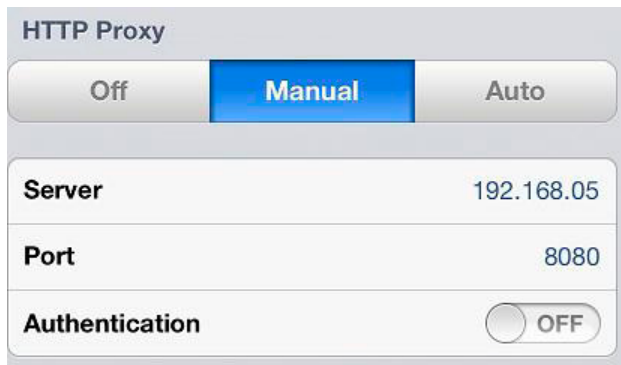 HTTP Proxy
Off Manual Auto
Server 192.168.05
Port 8080
Authentication OFF